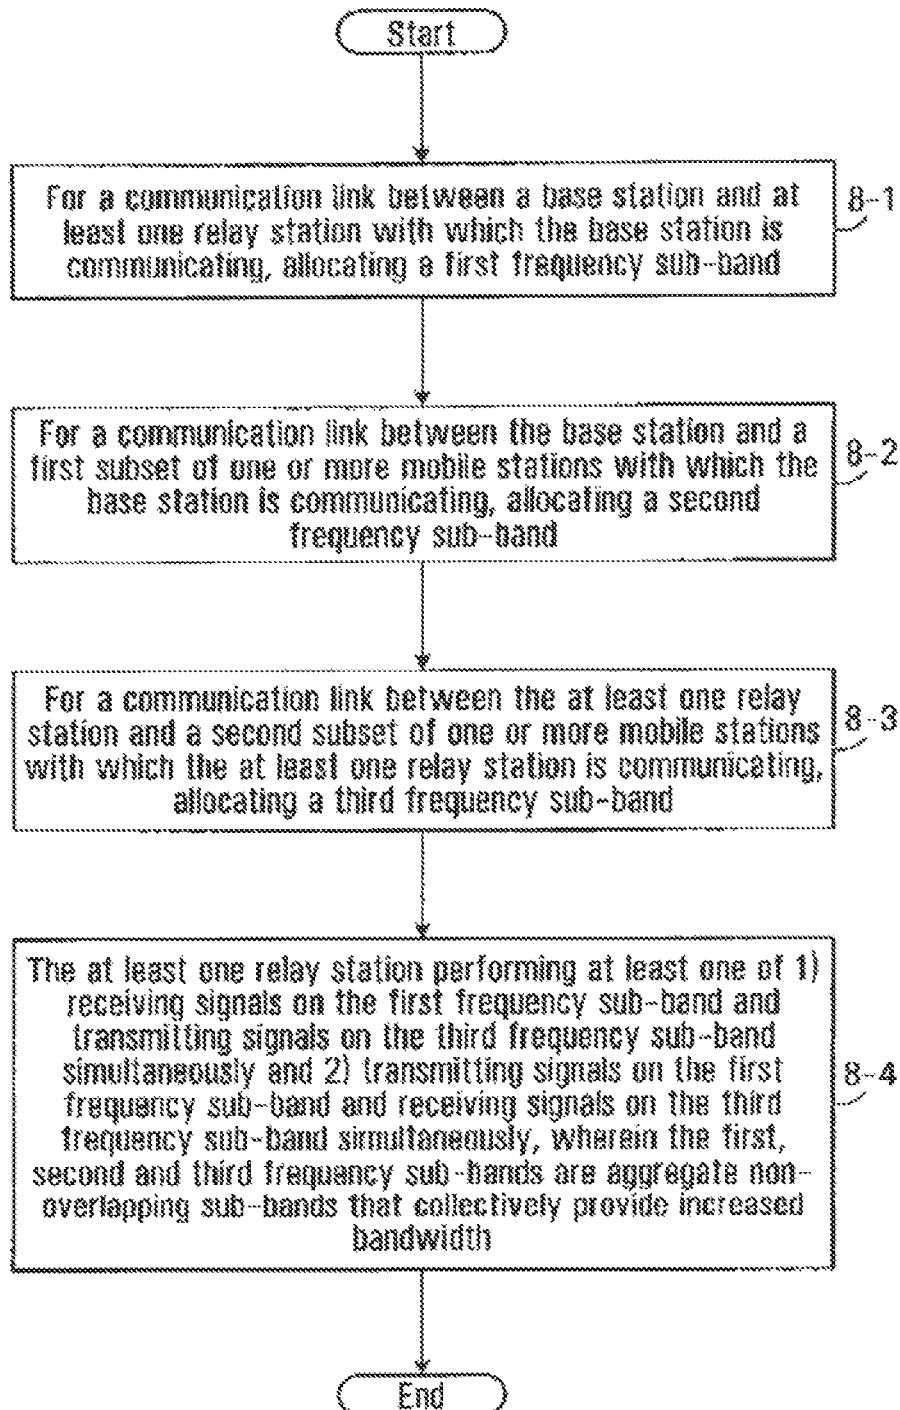 Start
For a communication link between a base station and at
least one relay station with which the base station is
communicating, allocating a first frequency sub-band
8-1
For a communication link between the base station and a
first subset of one or more mobile stations with which the
base station is communicating, allocating a second
frequency sub-band
8-2
For a communication link between the at least one relay
station and a second subset of one or more mobile stations
with which the at least one relay station is communicating,
allocating a third frequency sub-band
8-3
The at least one relay station performing at least one of 1)
receiving signals on the first frequency sub-band and
transmitting signals on the third frequency sub-band
simultaneously and 2) transmitting signals on the first
frequency sub-band and receiving signals on the third
frequency sub-band simultaneously, wherein the first,
second and third frequency sub-bands are aggregate non-
overlapping sub-bands that collectively provide increased
bandwidth
8-4
End